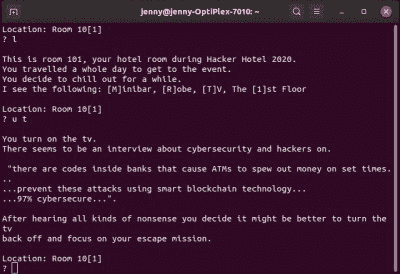 jenny@jenny-OptiPlex-7010: ~
Location: Room 10[1]
? l
This is room 101, your hotel room during Hacker Hotel 2020.
You travelled a whole day to get to the event.
You decide to chill out for a while.
I see the following: [M]inibar, [R]obe, [T]V, The [1]st Floor
Location: Room 10[1]
? u t
You turn on the tv.
There seems to be an interview about cybersecurity and hackers on.
"there are codes inside banks that cause ATMs to spew out money on set times.
..
...prevent these attacks using smart blockchain technology...
...97% cybersecure...".
After hearing all kinds of nonsense you decide it might be better to turn the
tv
back off and focus on your escape mission.
Location: Room 10[1]
?